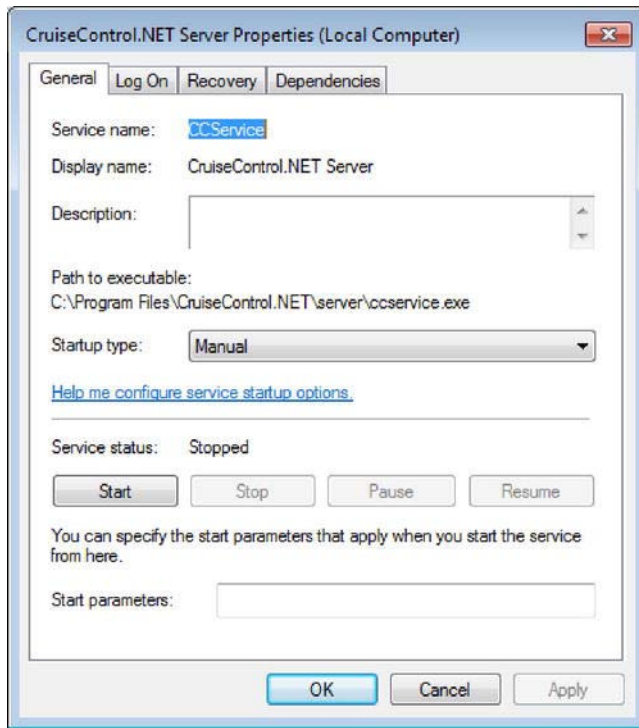 CruiseControl.NET Server Properties (Local Computer)
General Log On Recovery Dependencies
Service name: CCService
Display name: CruiseControl.NET Server
Description:
Path to executable:
C:\Program Files\CruiseControl.NET\server\ccservice.exe
Startup type: Manual
Help me configure service startup options.
Service status: Stopped
Start Stop Pause Resume
You can specify the start parameters that apply when you start the service
from here.
Start parameters:
OK Cancel Apply